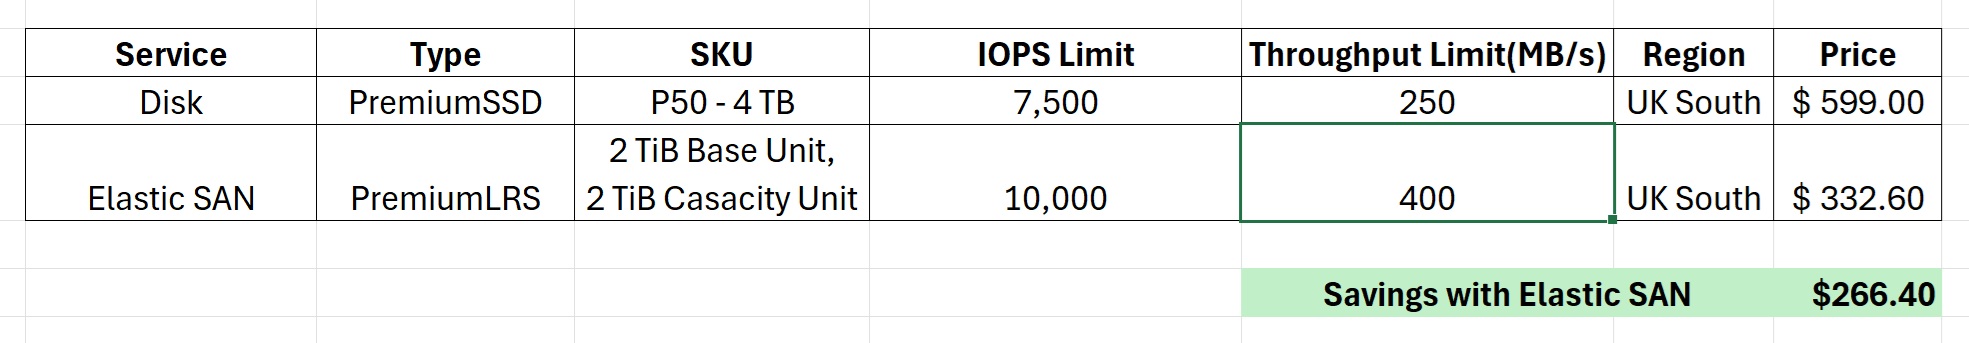 Service Type SKU IOPS Limit Throughput Limit(MB/s) Region Price
Disk PremiumSSD P50 - 4 TB 7,500 250 UK South $ 599.00
2 TiB Base Unit,
Elastic SAN PremiumLRS 2 TiB Casacity Unit 10,000 400 UK South $ 332.60
Savings with Elastic SAN $266.40